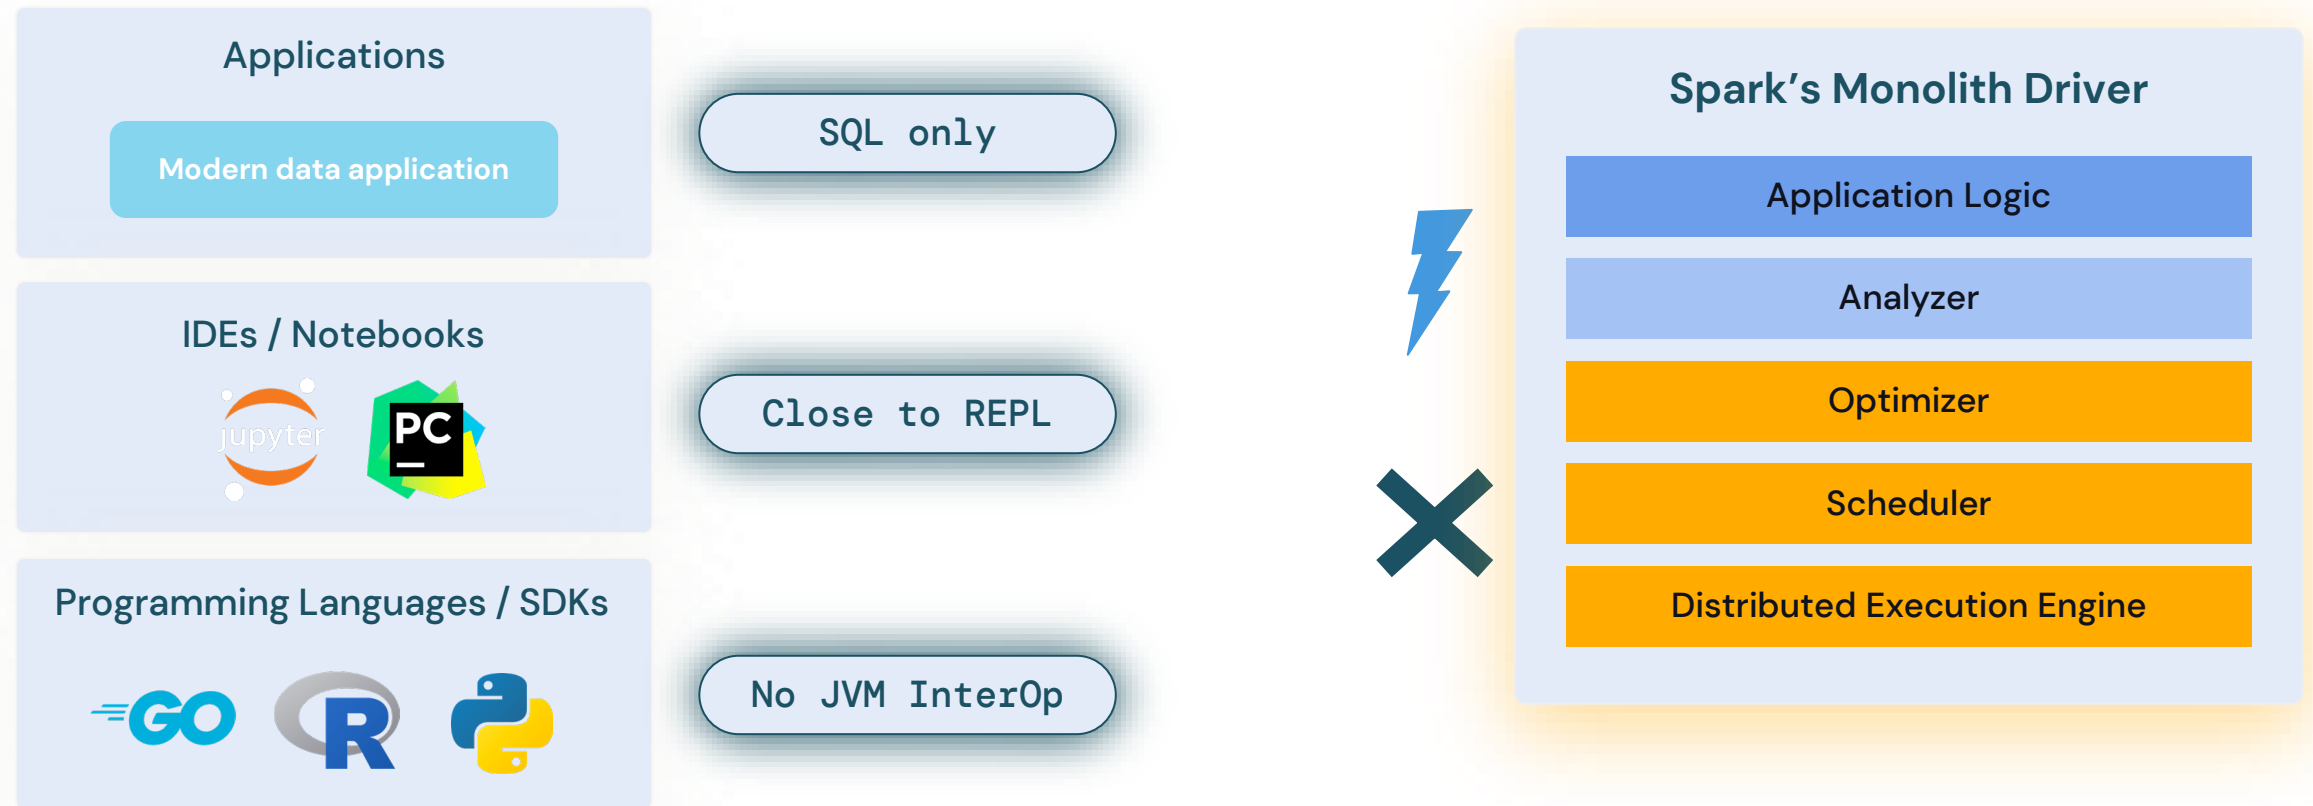 Applications
Modern data application
SQL only
IDEs / Notebooks
jupyter
PC
Close to REPL
Programming Languages / SDKs
GO
R
No JVM InterOp
Spark’s Monolith Driver
Application Logic
Analyzer
Optimizer
Scheduler
Distributed Execution Engine